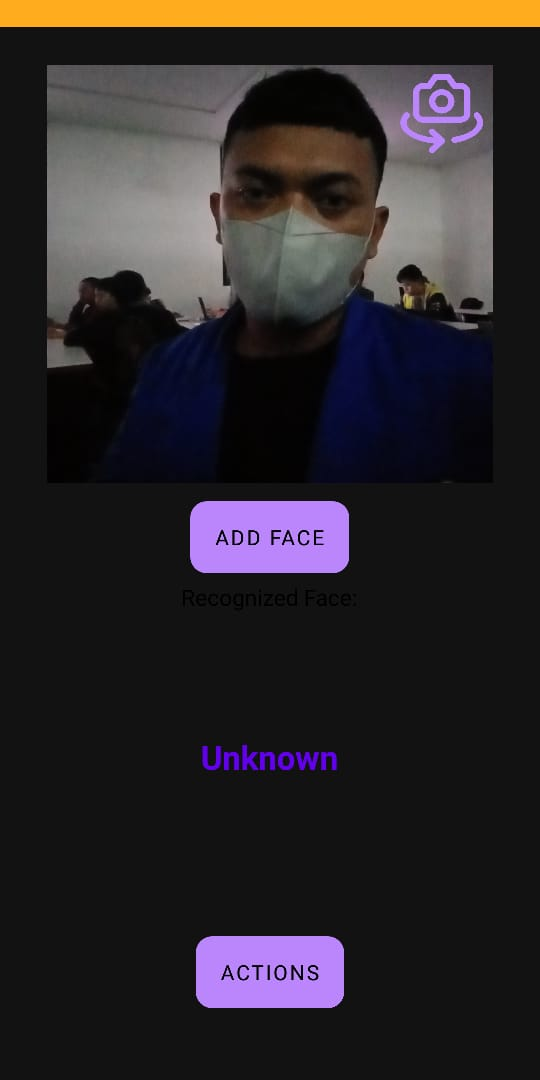 ADD FACE
Recognized Face:
Unknown
ACTIONS